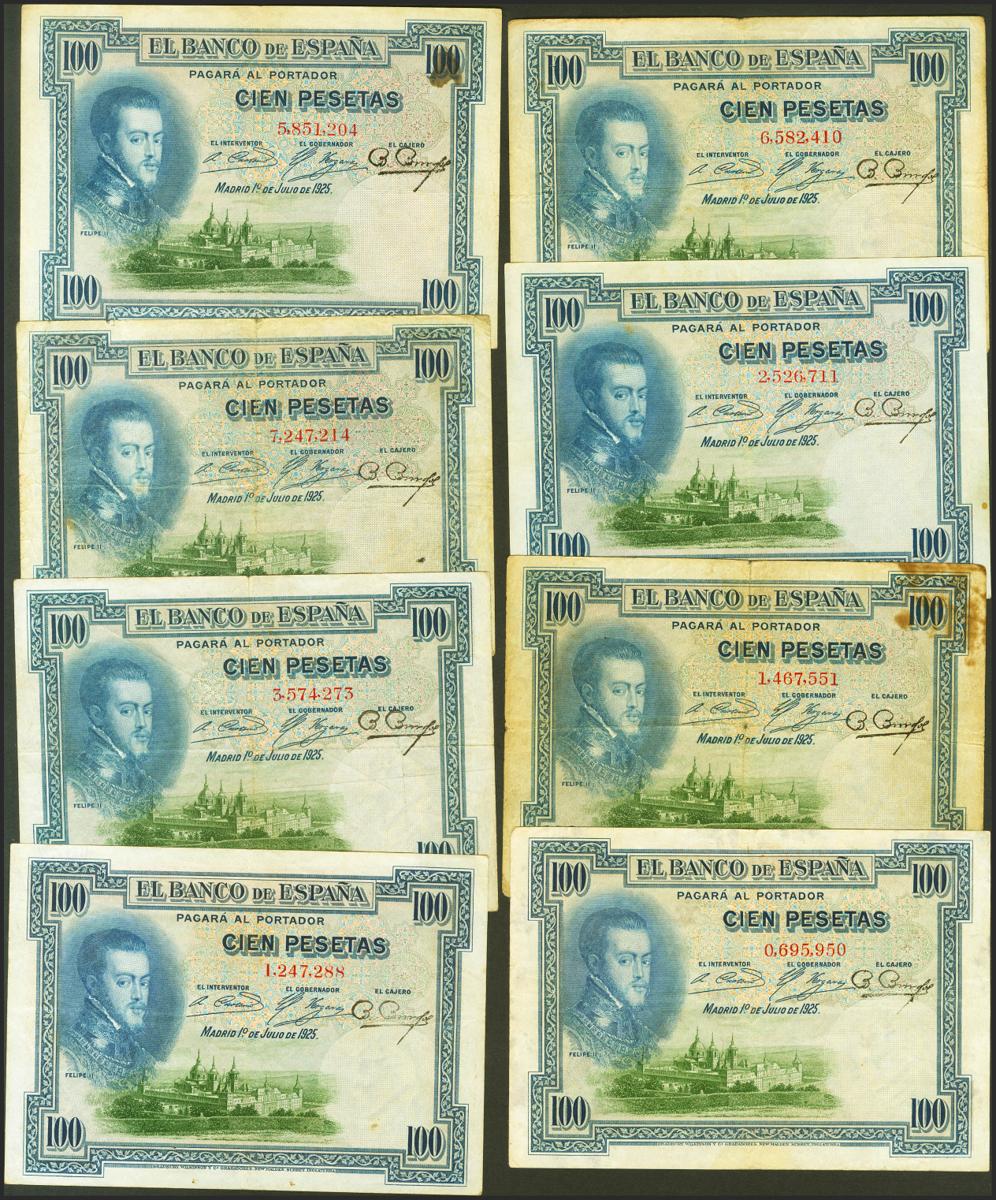 100 EL BANCO DE ESPAÑA 100
PAGARÁ AL PORTADOR
CIEN PESETAS
5,851,204
EL INTERVENTOR EL GOBERNADOR EL CAJERO
MADRID 1º DE JULIO DE 1925.
FELIPE II
100 100
100 EL BANCO DE ESPAÑA 100
PAGARÁ AL PORTADOR
CIEN PESETAS
7,247,214
EL INTERVENTOR EL GOBERNADOR EL CAJERO
MADRID 1º DE JULIO DE 1925.
FELIPE II
100 EL BANCO DE ESPAÑA 100
PAGARÁ AL PORTADOR
CIEN PESETAS
3,574,273
EL INTERVENTOR EL GOBERNADOR EL CAJERO
MADRID 1º DE JULIO DE 1925.
FELIPE II
100
100 EL BANCO DE ESPAÑA 100
PAGARÁ AL PORTADOR
CIEN PESETAS
1,247,288
EL INTERVENTOR EL GOBERNADOR EL CAJERO
MADRID 1º DE JULIO DE 1925.
FELIPE II
100 100
100 EL BANCO DE ESPAÑA 100
PAGARÁ AL PORTADOR
CIEN PESETAS
6,582,410
EL INTERVENTOR EL GOBERNADOR EL CAJERO
MADRID 1º DE JULIO DE 1925.
FELIPE II
100 EL BANCO DE ESPAÑA 100
PAGARÁ AL PORTADOR
CIEN PESETAS
2,526,711
EL INTERVENTOR EL GOBERNADOR EL CAJERO
MADRID 1º DE JULIO DE 1925.
FELIPE II
100 100
100 EL BANCO DE ESPAÑA 100
PAGARÁ AL PORTADOR
CIEN PESETAS
1,467,551
EL INTERVENTOR EL GOBERNADOR EL CAJERO
MADRID 1º DE JULIO DE 1925.
FELIPE II
100 EL BANCO DE ESPAÑA 100
PAGARÁ AL PORTADOR
CIEN PESETAS
0,695,950
EL INTERVENTOR EL GOBERNADOR EL CAJERO
MADRID 1º DE JULIO DE 1925.
FELIPE II
100 100